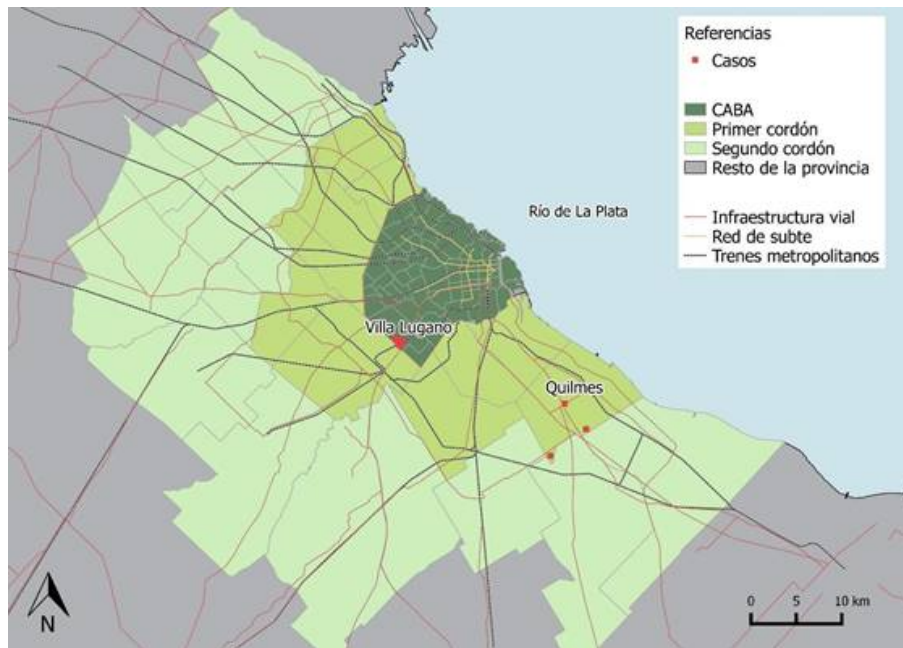 Referencias
Casos
CABA
Primer cordón
Segundo cordón
Resto de la provincia
Infraestructura vial
Red de subte
Trenes metropolitanos
Río de La Plata
Villa Lugano
Quilmes
N
0 5 10 km